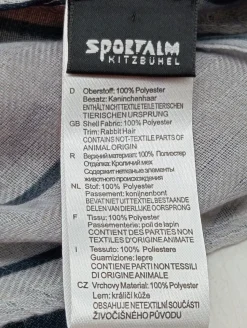 SPORTALM
KITZBÜHEL
D Oberstoff: 100% Polyester
Besatz: Kaninchenhaar
ENTHÄLT NICHTTEXTILE TEILE TIERISCHEN
TIERISCHEN URSPRUNG
GB Shell Fabric: 100% Polyester
Trim: Rabbit Hair
CONTAINS NOT-TEXTILE PARTS OF
ANIMAL ORIGIN
R Верхний материал: 100% Полиэстер
Отделка: Кроличий мех
Содержит нетканые элементы
животного происхождения
NL Stof: 100% Polyester
Passement: konijnenbont
BEVAT NIET UIT TEXTIEL BESTAANDE
DELEN VAN DIERLIJKE OORSPRONG
F Tissu: 100% Polyester
Passementerie: poil de lapin
CONTIENT DES PARTIES NON
TEXTILES D'ORIGINE ANIMALE
I Tessuto: 100% Poliestere
Guarnizione: lepre
CONTIENE PARTI NON TESSILI
DI ORIGINE ANIMALE
CZ Vrchový Material: 100% Polyester
Lem: králičí kůže
OBSAHUJE NETEXTILNÍ SOUČÁSTI
ŽIVOČIŠNÉHO PŮVODU